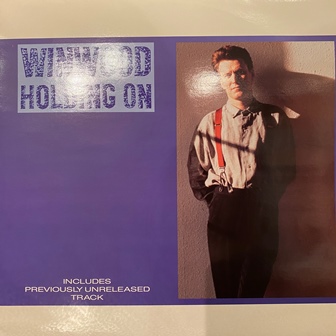 WINWOOD
HOLDING ON
INCLUDES
PREVIOUSLY UNRELEASED
TRACK